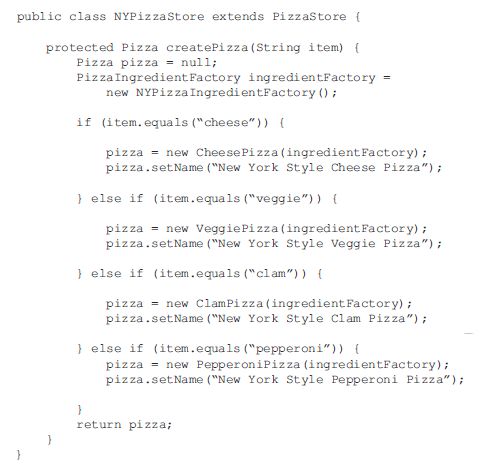 public class NYPizzaStore extends PizzaStore {
protected Pizza createPizza(String item) {
Pizza pizza = null;
PizzaIngredientFactory ingredientFactory =
new NYPizzaIngredientFactory();
if (item.equals(“cheese”)) {
pizza = new CheesePizza(ingredientFactory);
pizza.setName(“New York Style Cheese Pizza”);
} else if (item.equals(“veggie”)) {
pizza = new VeggiePizza(ingredientFactory);
pizza.setName(“New York Style Veggie Pizza”);
} else if (item.equals(“clam”)) {
pizza = new ClamPizza(ingredientFactory);
pizza.setName(“New York Style Clam Pizza”);
} else if (item.equals(“pepperoni”)) {
pizza = new PepperoniPizza(ingredientFactory);
pizza.setName(“New York Style Pepperoni Pizza”);
}
return pizza;
}
}